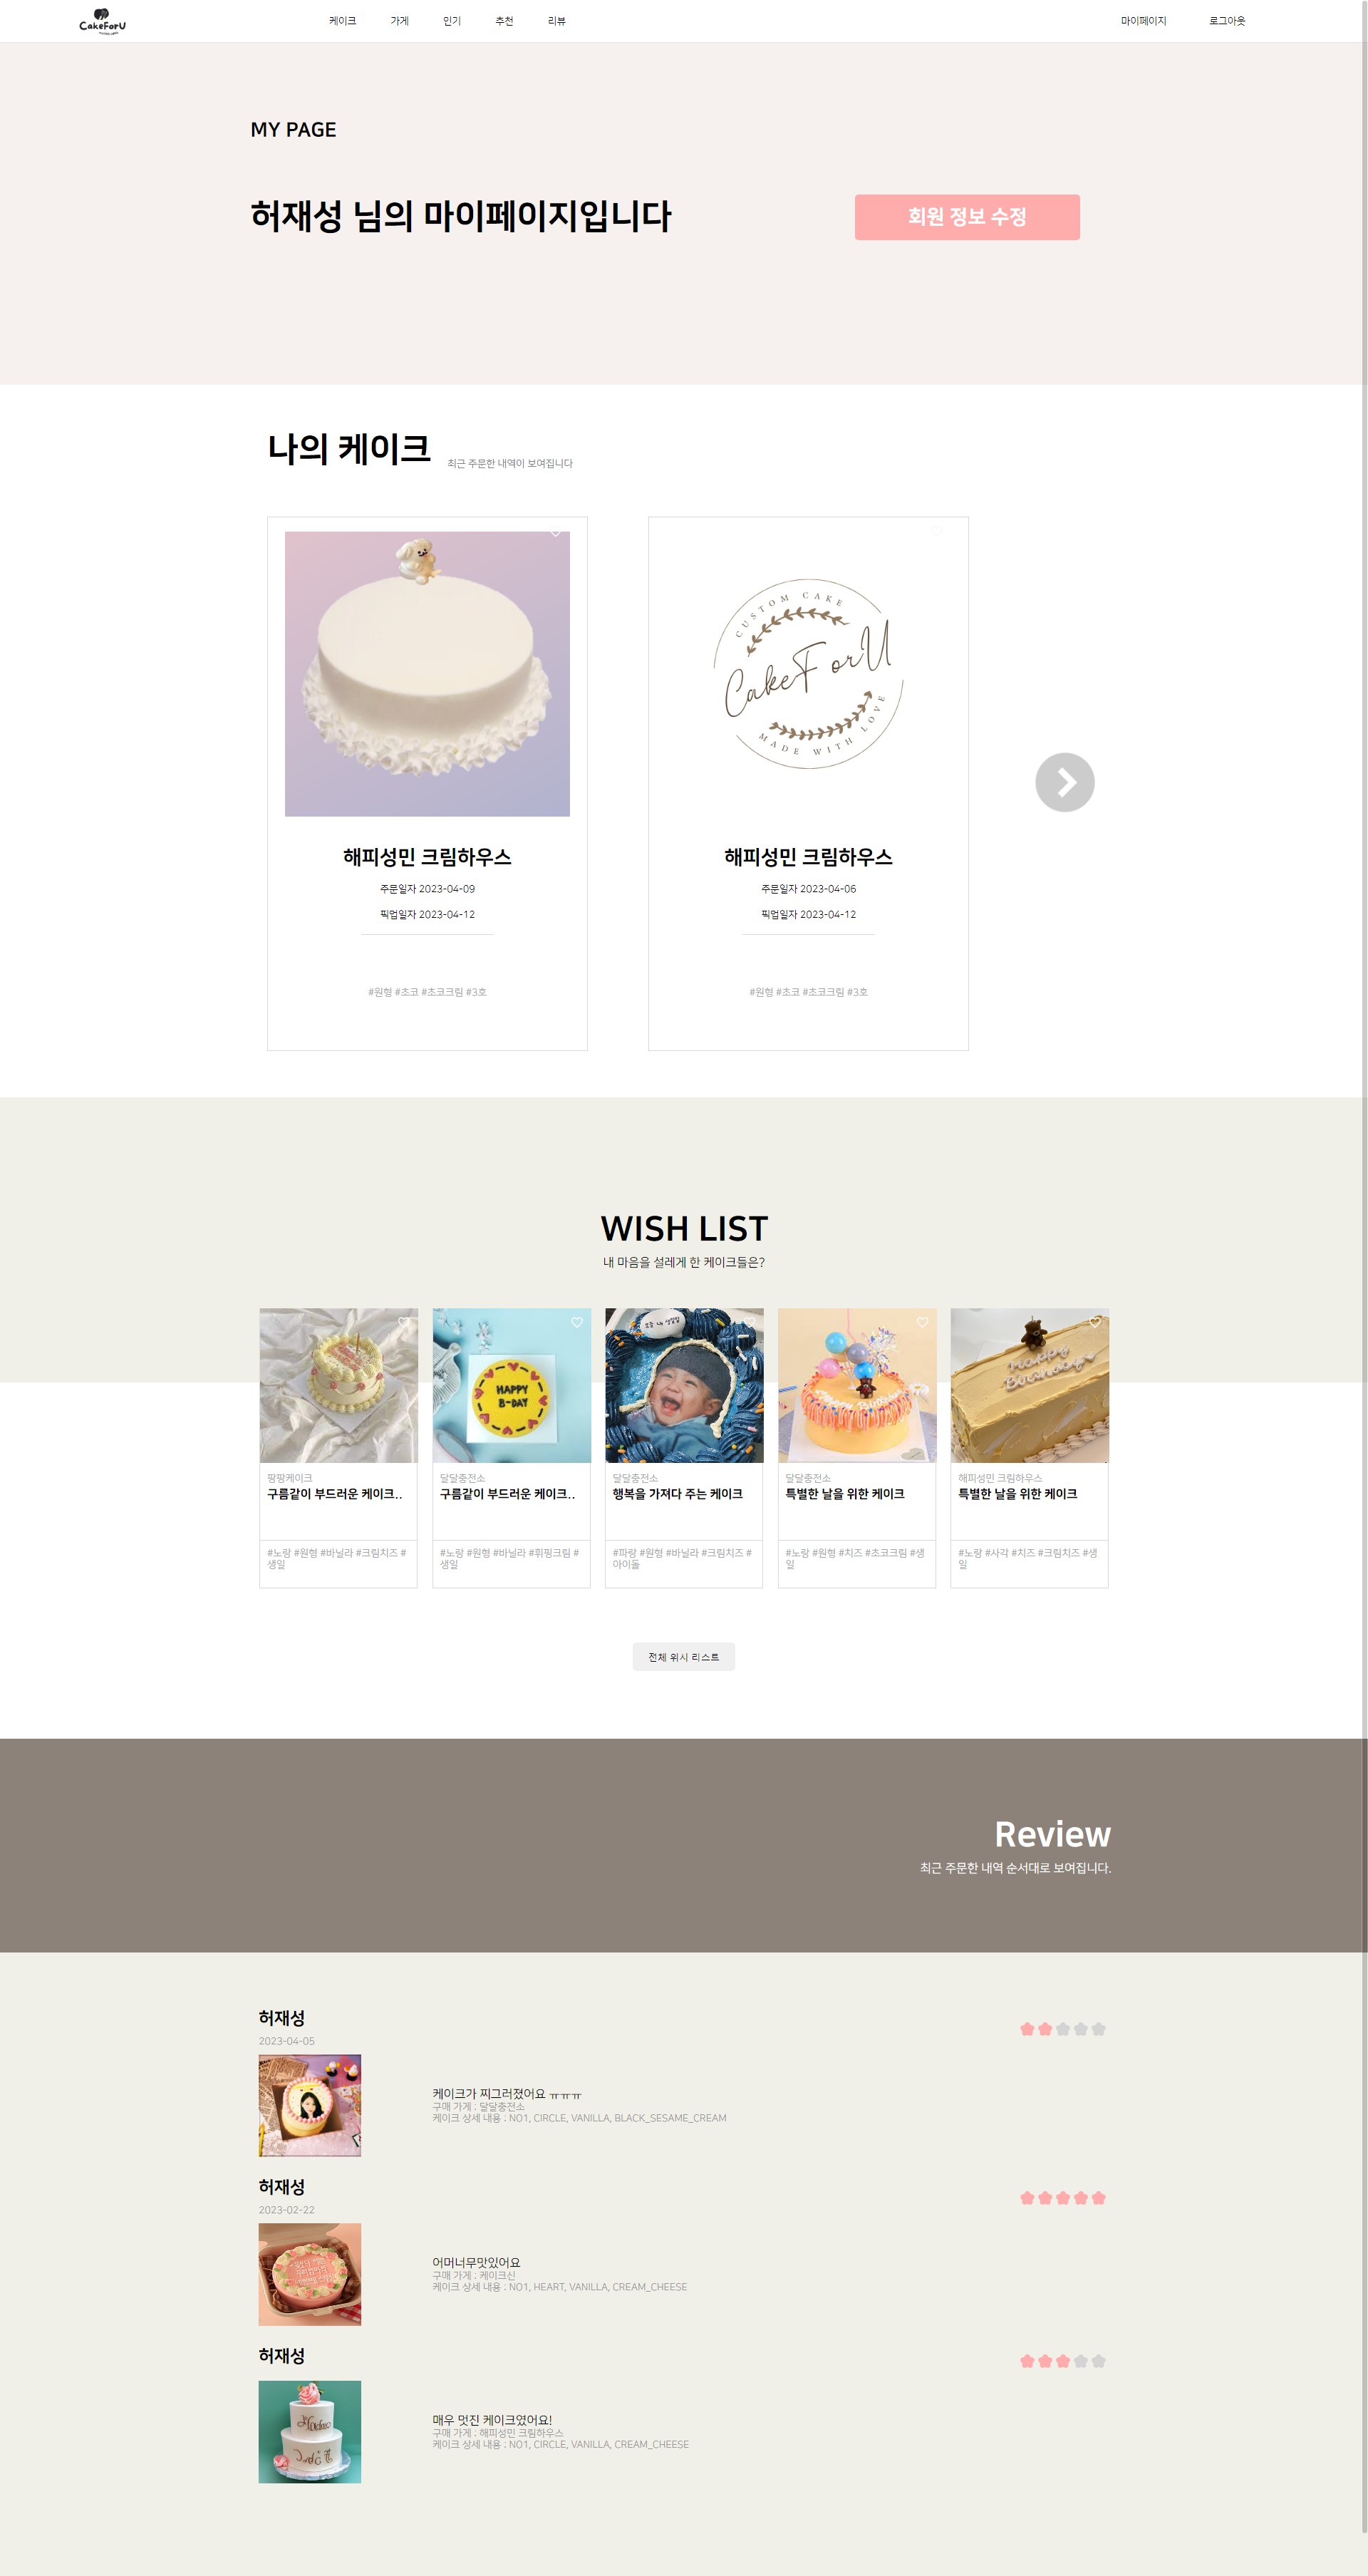 CakeForU
케이크 가게 인기 추천 리뷰 마이페이지 로그아웃
MY PAGE
허재성 님의 마이페이지입니다
회원 정보 수정
나의 케이크 최근 주문한 내역이 보여집니다
CUSTOM CAKE
CakeForU
MADE WITH LOVE
해피성민 크림하우스
주문일자 2023-04-09
픽업일자 2023-04-12
#원형 #초코 #초코크림 #3호
해피성민 크림하우스
주문일자 2023-04-06
픽업일자 2023-04-12
#원형 #초코 #초코크림 #3호
WISH LIST
내 마음을 설레게 한 케이크들은?
팡팡케이크
구름같이 부드러운 케이크..
#노랑 #원형 #바닐라 #크림치즈 #
생일
HAPPY
B-DAY
달달충전소
구름같이 부드러운 케이크..
#노랑 #원형 #바닐라 #휘핑크림 #
생일
달달충전소
행복을 가져다 주는 케이크
#파랑 #원형 #바닐라 #크림치즈 #
아이돌
달달충전소
특별한 날을 위한 케이크
#노랑 #원형 #치즈 #초코크림 #생
일
Happy
해피성민 크림하우스
특별한 날을 위한 케이크
#노랑 #사각 #치즈 #크림치즈 #생
일
전체 위시 리스트
Review
최근 주문한 내역 순서대로 보여집니다.
허재성
2023-04-05
케이크가 찌그러졌어요 ㅠㅠㅠ
구매 가게 : 달달충전소
케이크 상세 내용 : NO1, CIRCLE, VANILLA, BLACK_SESAME_CREAM
허재성
2023-02-22
어머너무맛있어요
구매 가게 : 케이크신
케이크 상세 내용 : NO1, HEART, VANILLA, CREAM_CHEESE
허재성
매우 멋진 케이크였어요!
구매 가게 : 해피성민 크림하우스
케이크 상세 내용 : NO1, CIRCLE, VANILLA, CREAM_CHEESE